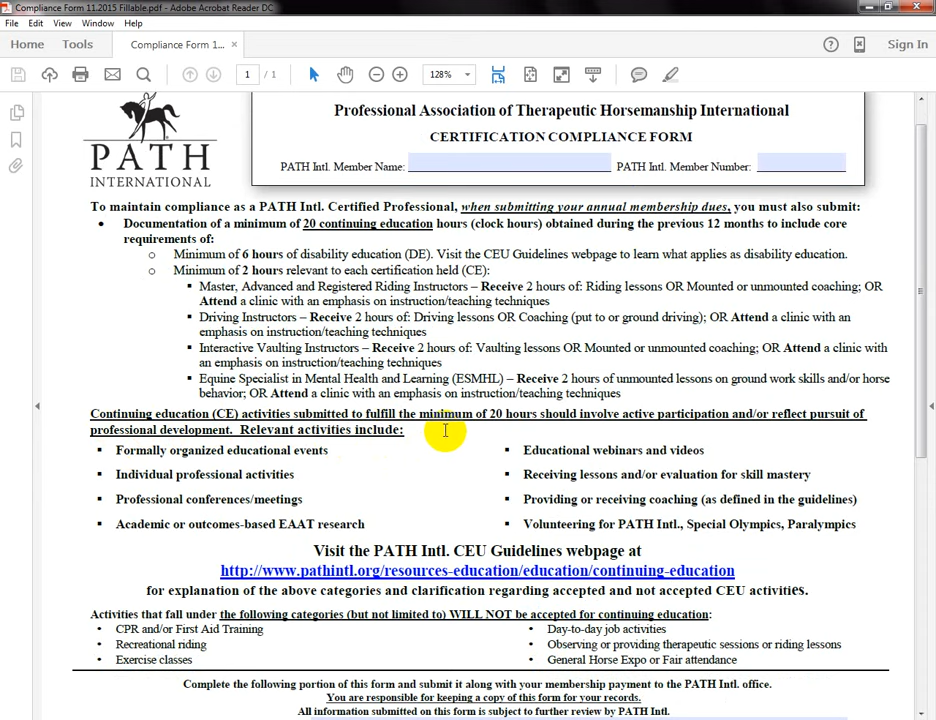 Compliance Form 11.2015 Fillable.pdf - Adobe Acrobat Reader DC
File Edit View Window Help
Home Tools Compliance Form 1... × Sign In
1 / 1 128%
Professional Association of Therapeutic Horsemanship International
CERTIFICATION COMPLIANCE FORM
PATH Intl. Member Name: PATH Intl. Member Number:
PATH
INTERNATIONAL
To maintain compliance as a PATH Intl. Certified Professional, when submitting your annual membership dues, you must also submit:
• Documentation of a minimum of 20 continuing education hours (clock hours) obtained during the previous 12 months to include core
requirements of:
o Minimum of 6 hours of disability education (DE). Visit the CEU Guidelines webpage to learn what applies as disability education.
o Minimum of 2 hours relevant to each certification held (CE):
▪ Master, Advanced and Registered Riding Instructors – Receive 2 hours of: Riding lessons OR Mounted or unmounted coaching; OR
Attend a clinic with an emphasis on instruction/teaching techniques
▪ Driving Instructors – Receive 2 hours of: Driving lessons OR Coaching (put to or ground driving); OR Attend a clinic with an
emphasis on instruction/teaching techniques
▪ Interactive Vaulting Instructors – Receive 2 hours of: Vaulting lessons OR Mounted or unmounted coaching; OR Attend a clinic with
an emphasis on instruction/teaching techniques
▪ Equine Specialist in Mental Health and Learning (ESMHL) – Receive 2 hours of unmounted lessons on ground work skills and/or horse
behavior; OR Attend a clinic with an emphasis on instruction/teaching techniques
Continuing education (CE) activities submitted to fulfill the minimum of 20 hours should involve active participation and/or reflect pursuit of
professional development. Relevant activities include:
▪ Formally organized educational events
▪ Individual professional activities
▪ Professional conferences/meetings
▪ Academic or outcomes-based EAAT research
▪ Educational webinars and videos
▪ Receiving lessons and/or evaluation for skill mastery
▪ Providing or receiving coaching (as defined in the guidelines)
▪ Volunteering for PATH Intl., Special Olympics, Paralympics
Visit the PATH Intl. CEU Guidelines webpage at
http://www.pathintl.org/resources-education/education/continuing-education
for explanation of the above categories and clarification regarding accepted and not accepted CEU activities.
Activities that fall under the following categories (but not limited to) WILL NOT be accepted for continuing education:
• CPR and/or First Aid Training
• Recreational riding
• Exercise classes
• Day-to-day job activities
• Observing or providing therapeutic sessions or riding lessons
• General Horse Expo or Fair attendance
Complete the following portion of this form and submit it along with your membership payment to the PATH Intl. office.
You are responsible for keeping a copy of this form for your records.
All information submitted on this form is subject to further review by PATH Intl.